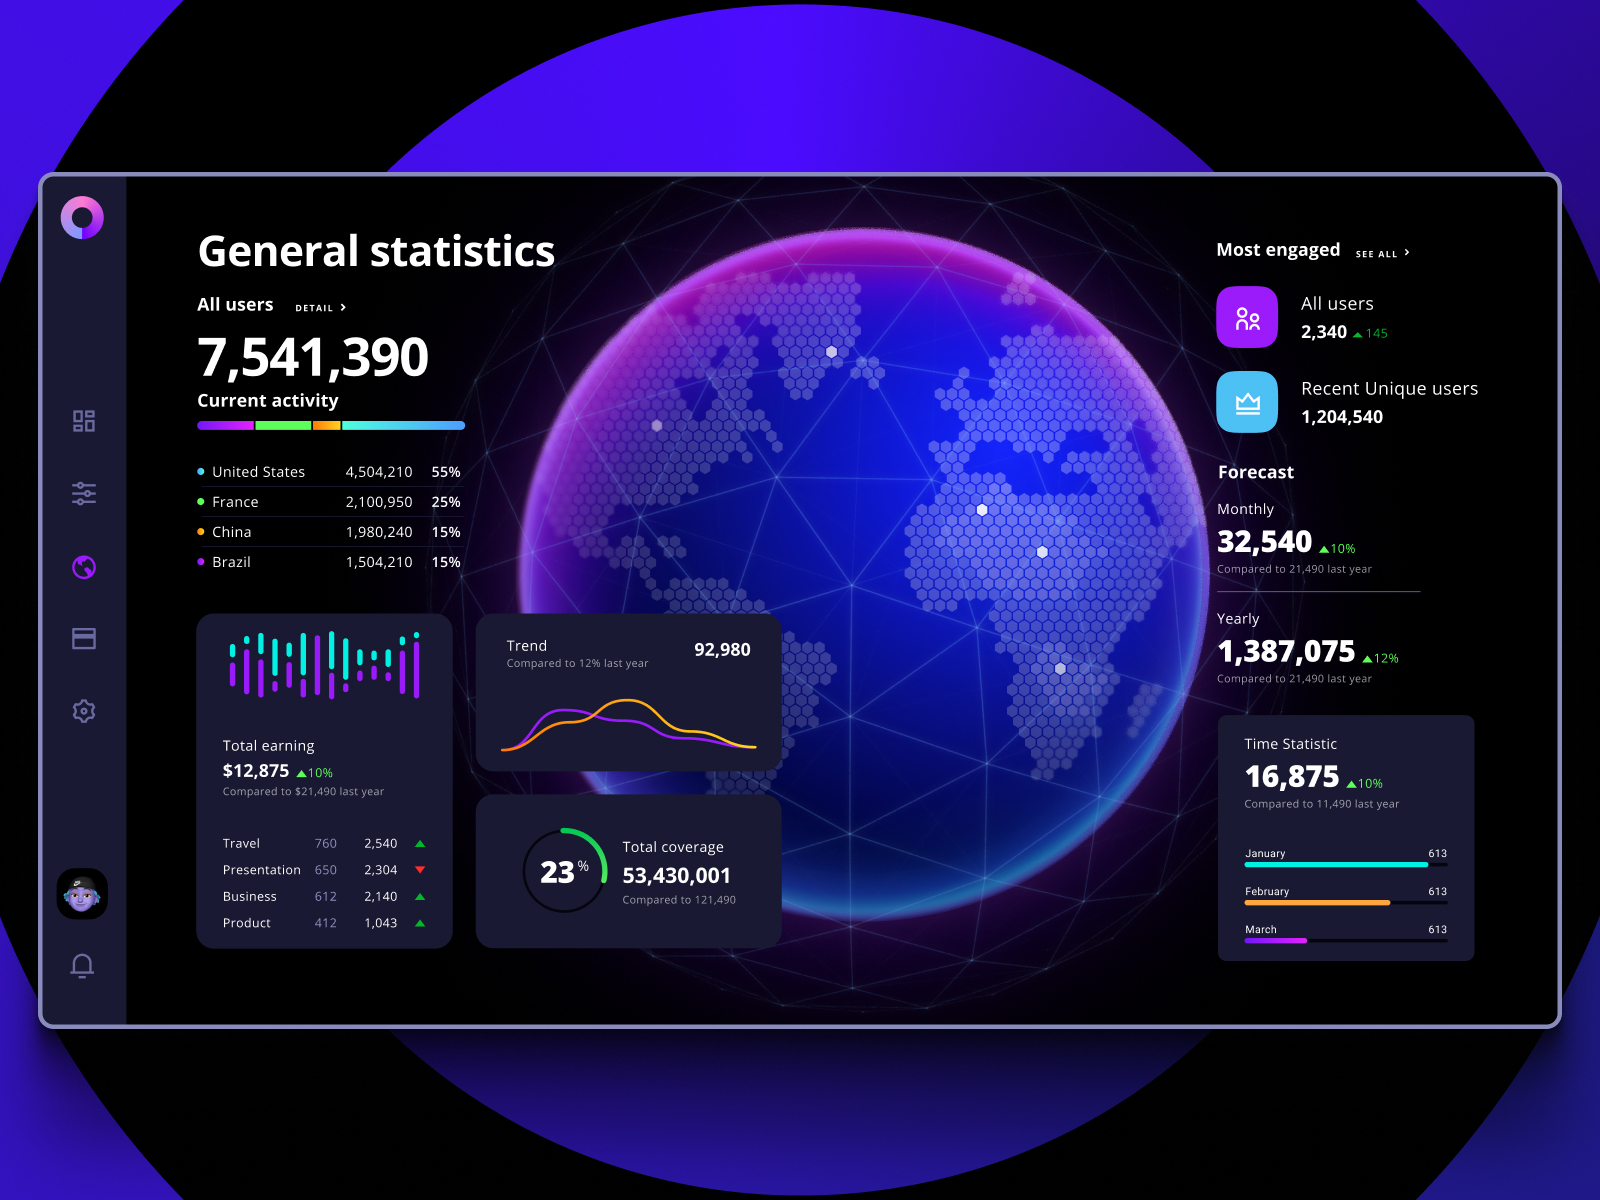 General statistics
All users DETAIL
7,541,390
Current activity
United States 4,504,210 55%
France 2,100,950 25%
China 1,980,240 15%
Brazil 1,504,210 15%
Total earning
$12,875 10%
Compared to $21,490 last year
Travel 760 2,540
Presentation 650 2,304
Business 612 2,140
Product 412 1,043
Trend 92,980
Compared to 12% last year
23%
Total coverage
53,430,001
Compared to 121,490
Most engaged SEE ALL
All users
2,340 145
Recent Unique users
1,204,540
Forecast
Monthly
32,540 10%
Compared to 21,490 last year
Yearly
1,387,075 12%
Compared to 21,490 last year
Time Statistic
16,875 10%
Compared to 11,490 last year
January 613
February 613
March 613